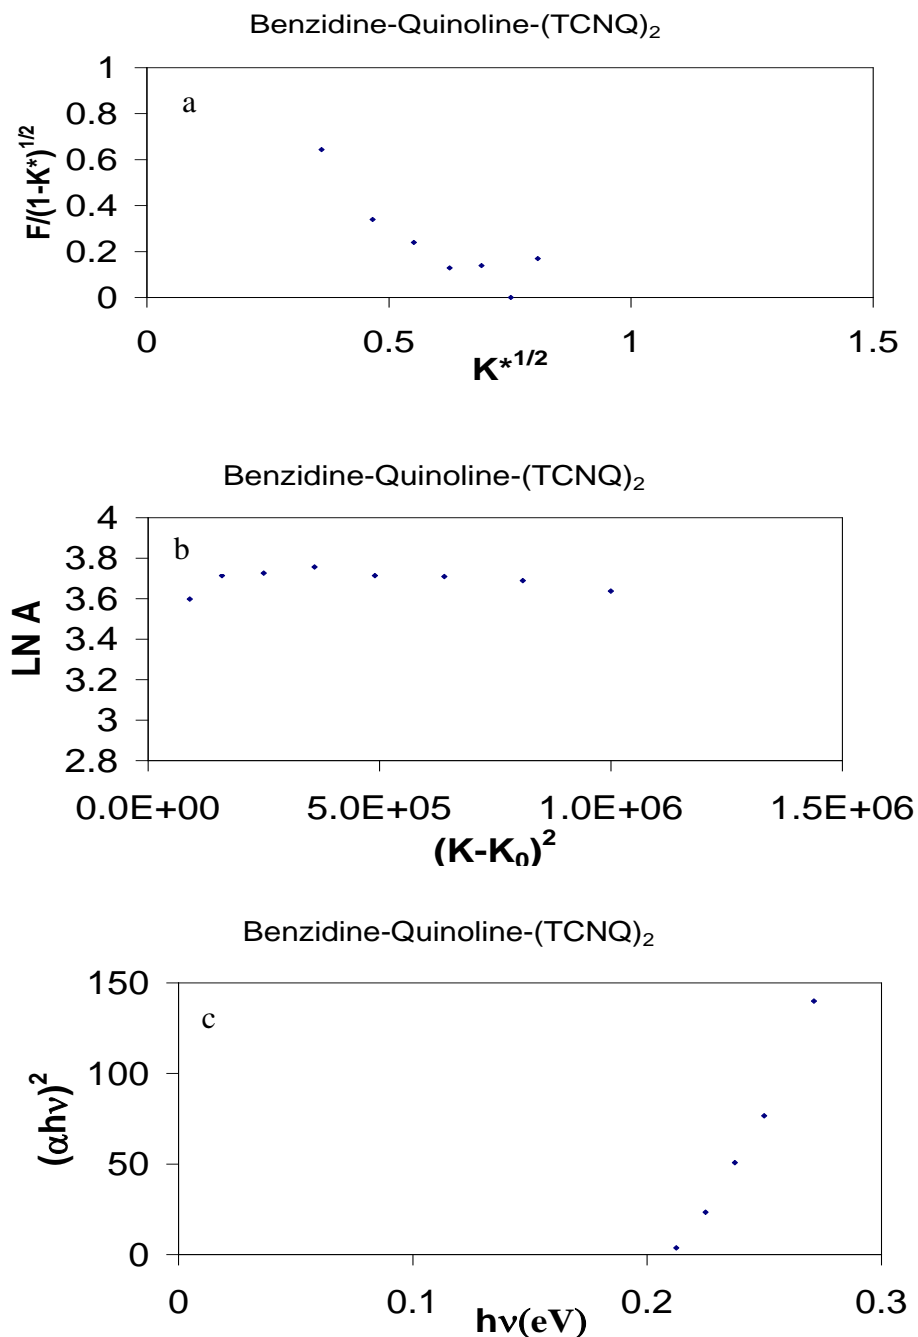 Benzidine-Quinoline-(TCNQ)₂
a
1
0.8
0.6
0.4
0.2
0
F/(1-K*)^1/2
0 0.5 1 1.5
K*^1/2
Benzidine-Quinoline-(TCNQ)₂
b
4
3.8
3.6
3.4
3.2
3
2.8
LN A
0.0E+00 5.0E+05 1.0E+06 1.5E+06
(K-K₀)²
Benzidine-Quinoline-(TCNQ)₂
c
150
100
50
0
(αhν)²
0 0.1 0.2 0.3
hν(eV)